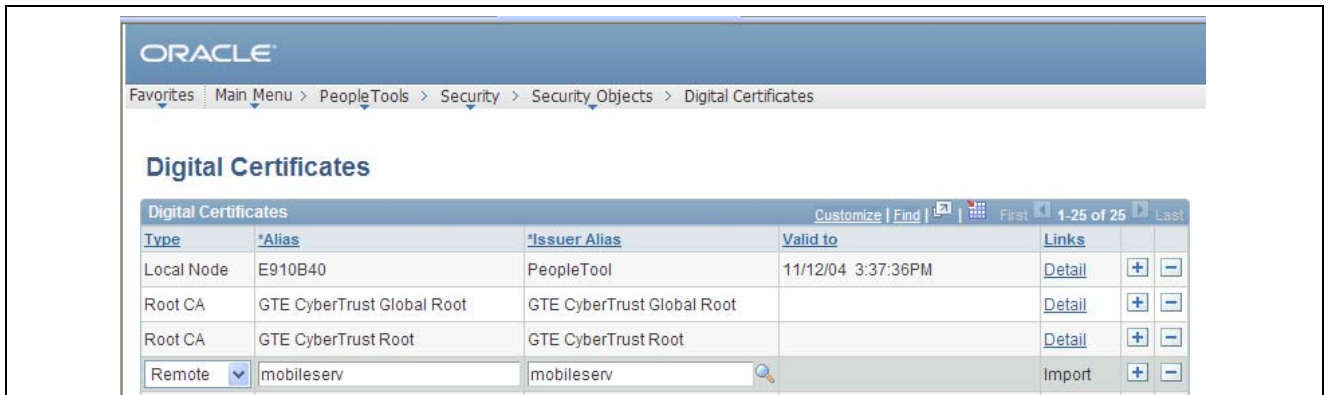 ORACLE
Favorites Main Menu > PeopleTools > Security > Security Objects > Digital Certificates
Digital Certificates
Digital Certificates Customize | Find | | First 1-25 of 25 Last
Type *Alias *Issuer Alias Valid to Links
Local Node E910B40 PeopleTool 11/12/04 3:37:36PM Detail + −
Root CA GTE CyberTrust Global Root GTE CyberTrust Global Root Detail + −
Root CA GTE CyberTrust Root GTE CyberTrust Root Detail + −
Remote mobileserv mobileserv Import + −